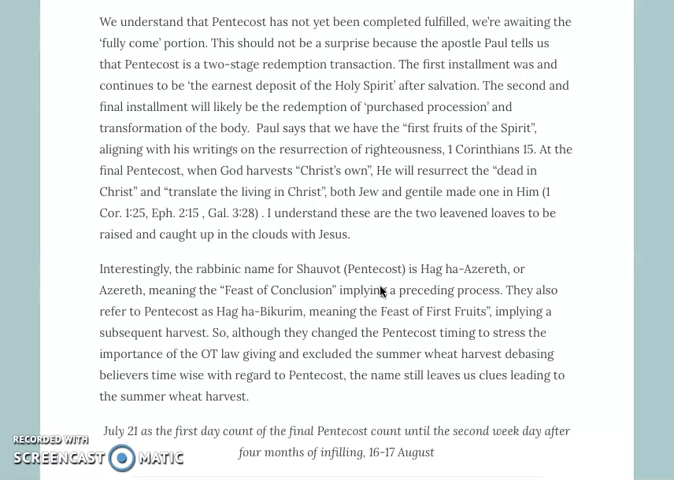 We understand that Pentecost has not yet been completed fulfilled, we’re awaiting the
‘fully come’ portion. This should not be a surprise because the apostle Paul tells us
that Pentecost is a two-stage redemption transaction. The first installment was and
continues to be ‘the earnest deposit of the Holy Spirit’ after salvation. The second and
final installment will likely be the redemption of ‘purchased procession’ and
transformation of the body.  Paul says that we have the “first fruits of the Spirit”,
aligning with his writings on the resurrection of righteousness, 1 Corinthians 15. At the
final Pentecost, when God harvests “Christ’s own”, He will resurrect the “dead in
Christ” and “translate the living in Christ”, both Jew and gentile made one in Him (1
Cor. 1:25, Eph. 2:15 , Gal. 3:28) . I understand these are the two leavened loaves to be
raised and caught up in the clouds with Jesus.
Interestingly, the rabbinic name for Shauvot (Pentecost) is Hag ha-Azereth, or
Azereth, meaning the “Feast of Conclusion” implying a preceding process. They also
refer to Pentecost as Hag ha-Bikurim, meaning the Feast of First Fruits”, implying a
subsequent harvest. So, although they changed the Pentecost timing to stress the
importance of the OT law giving and excluded the summer wheat harvest debasing
believers time wise with regard to Pentecost, the name still leaves us clues leading to
the summer wheat harvest.
July 21 as the first day count of the final Pentecost count until the second week day after
four months of infilling, 16-17 August
RECORDED WITH
SCREENCAST MATIC